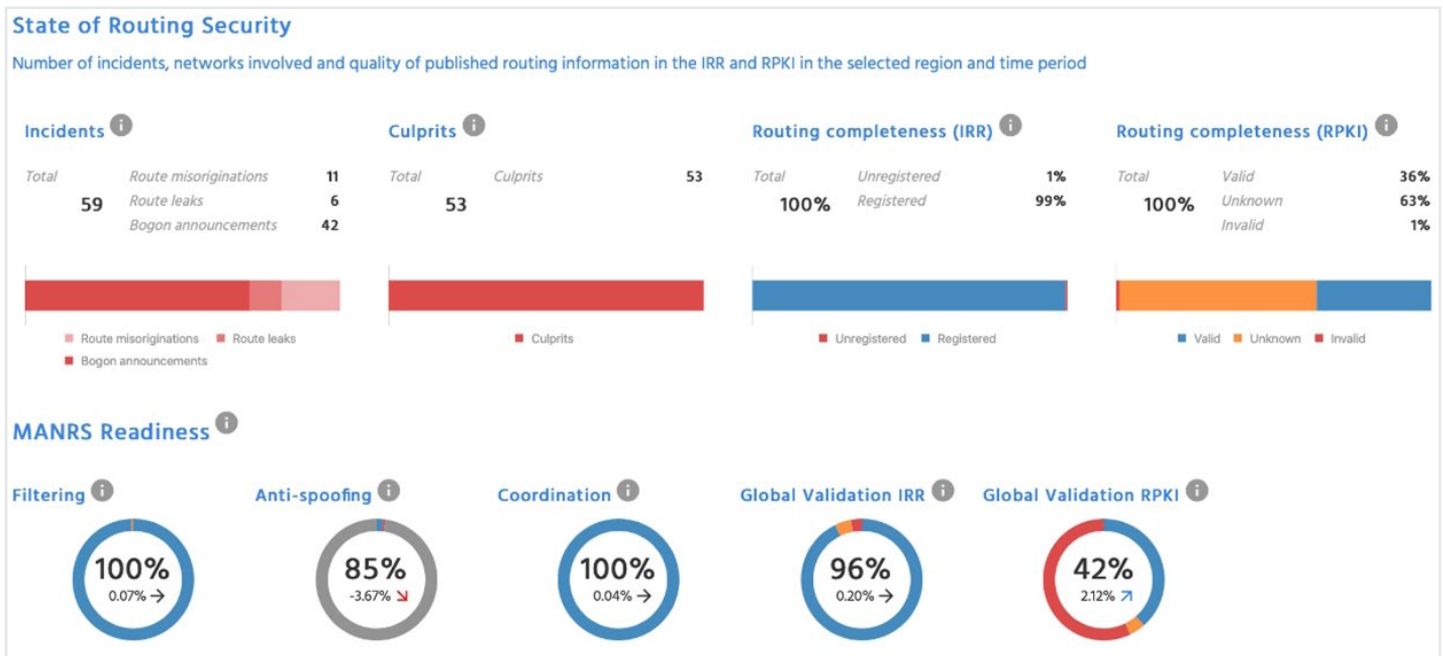 State of Routing Security
Number of incidents, networks involved and quality of published routing information in the IRR and RPKI in the selected region and time period
Incidents i
Total
59
Route misoriginations 11
Route leaks 6
Bogon announcements 42
Route misoriginations Route leaks
Bogon announcements
Culprits i
Total
53
Culprits 53
Culprits
Routing completeness (IRR) i
Total
100%
Unregistered 1%
Registered 99%
Unregistered Registered
Routing completeness (RPKI) i
Total
100%
Valid 36%
Unknown 63%
Invalid 1%
Valid Unknown Invalid
MANRS Readiness i
Filtering i
100%
0.07% →
Anti-spoofing i
85%
-3.67% ↘
Coordination i
100%
0.04% →
Global Validation IRR i
96%
0.20% →
Global Validation RPKI i
42%
2.12% ↗